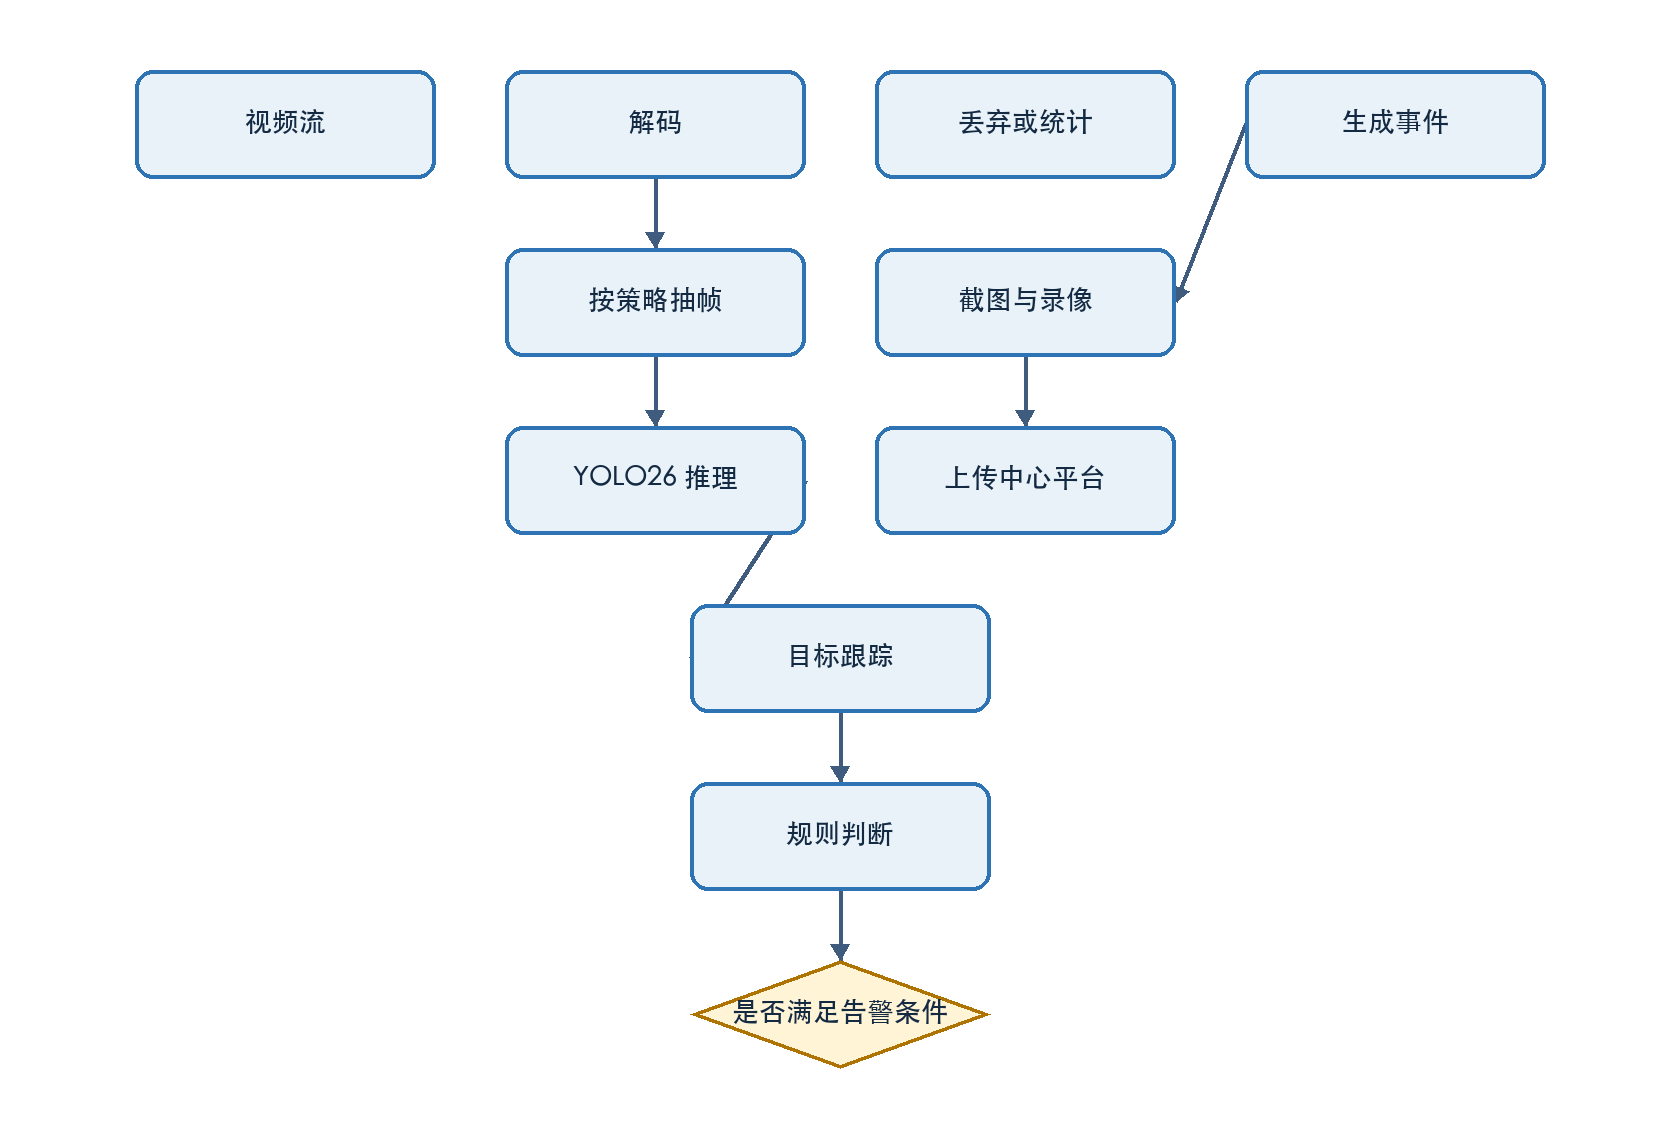 视频流
解码
丢弃或统计
生成事件
按策略抽帧
截图与录像
YOLO26 推理
上传中心平台
目标跟踪
规则判断
是否满足告警条件